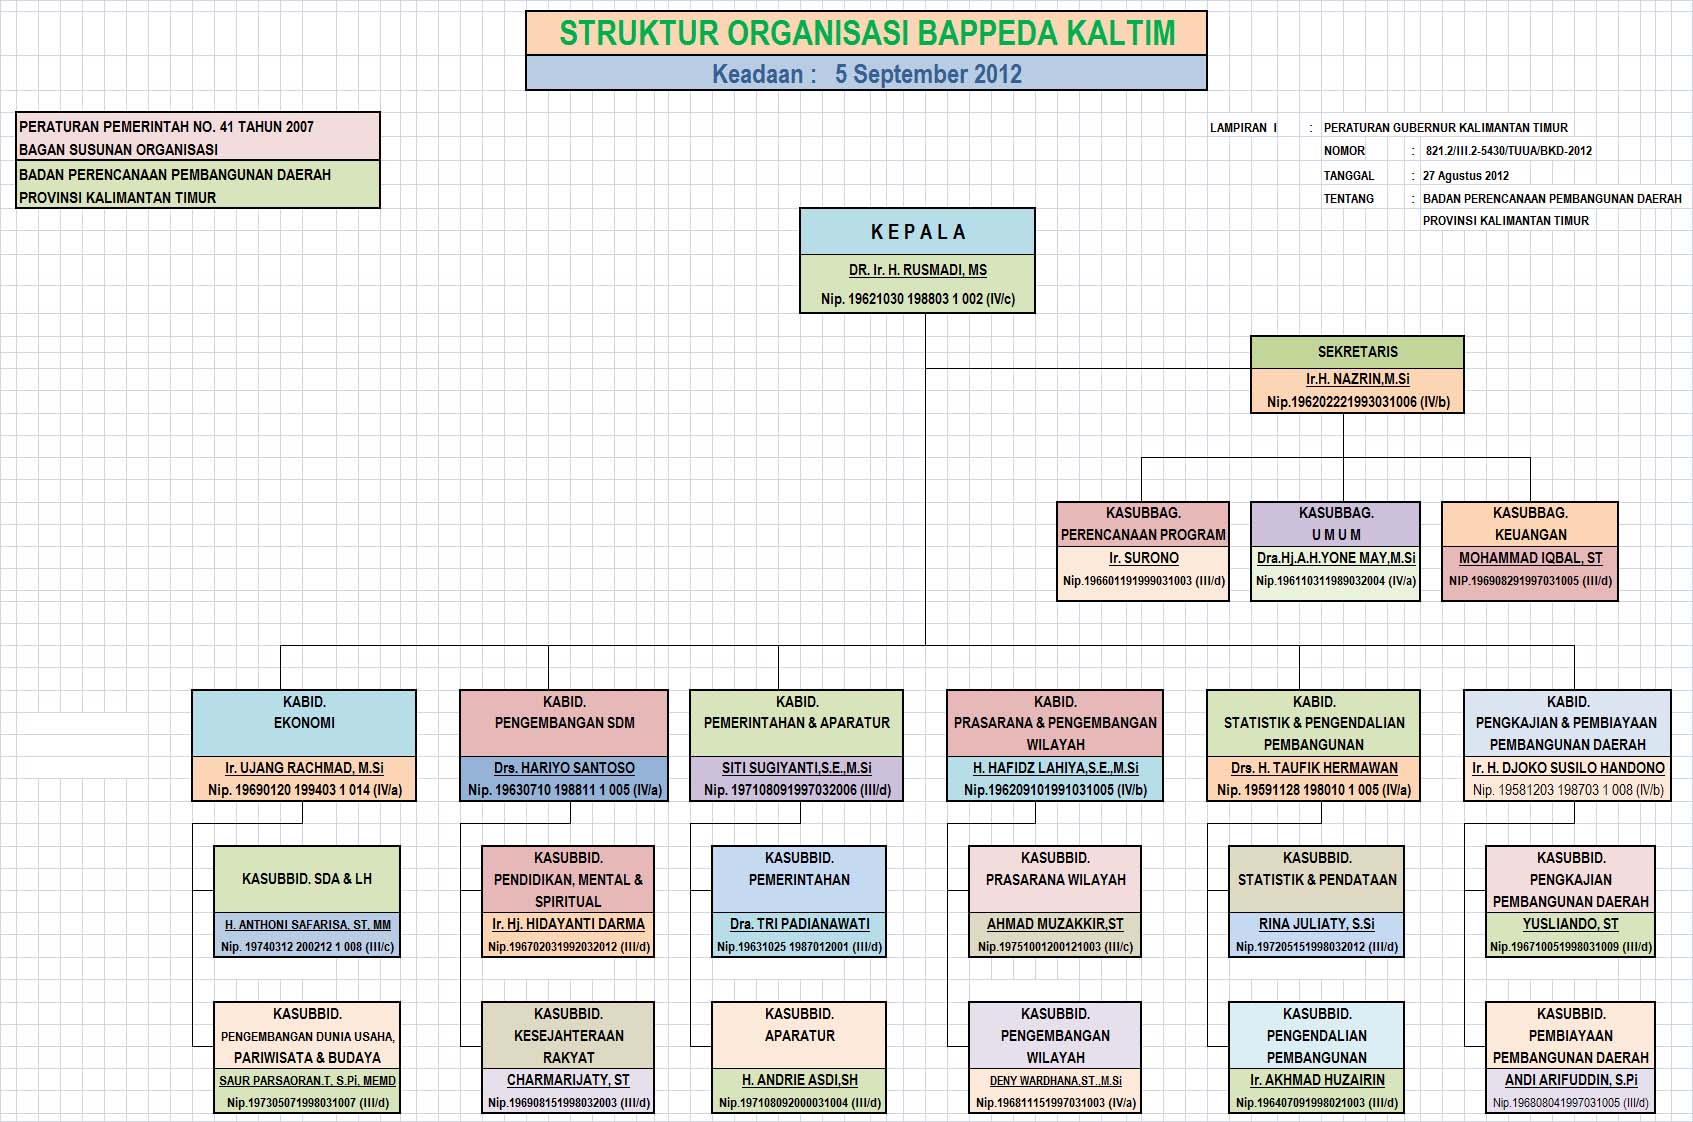 STRUKTUR ORGANISASI BAPPEDA KALTIM
Keadaan : 5 September 2012
PERATURAN PEMERINTAH NO. 41 TAHUN 2007
BAGAN SUSUNAN ORGANISASI
BADAN PERENCANAAN PEMBANGUNAN DAERAH
PROVINSI KALIMANTAN TIMUR
LAMPIRAN I : PERATURAN GUBERNUR KALIMANTAN TIMUR
NOMOR : 821.2/III.2-5430/TUUA/BKD-2012
TANGGAL : 27 Agustus 2012
TENTANG : BADAN PERENCANAAN PEMBANGUNAN DAERAH
PROVINSI KALIMANTAN TIMUR
K E P A L A
DR. Ir. H. RUSMADI, MS
Nip. 19621030 198803 1 002 (IV/c)
SEKRETARIS
Ir.H. NAZRIN,M.Si
Nip.196202221993031006 (IV/b)
KASUBBAG.
PERENCANAAN PROGRAM
Ir. SURONO
Nip.196601191999031003 (III/d)
KASUBBAG.
U M U M
Dra.Hj.A.H.YONE MAY,M.Si
Nip.196110311989032004 (IV/a)
KASUBBAG.
KEUANGAN
MOHAMMAD IQBAL, ST
NIP.196908291997031005 (III/d)
KABID.
EKONOMI
Ir. UJANG RACHMAD, M.Si
Nip. 19690120 199403 1 014 (IV/a)
KABID.
PENGEMBANGAN SDM
Drs. HARIYO SANTOSO
Nip. 19630710 198811 1 005 (IV/a)
KABID.
PEMERINTAHAN & APARATUR
SITI SUGIYANTI,S.E.,M.Si
Nip. 197108091997032006 (III/d)
KABID.
PRASARANA & PENGEMBANGAN
WILAYAH
H. HAFIDZ LAHIYA,S.E.,M.Si
Nip.196209101991031005 (IV/b)
KABID.
STATISTIK & PENGENDALIAN
PEMBANGUNAN
Drs. H. TAUFIK HERMAWAN
Nip. 19591128 198010 1 005 (IV/a)
KABID.
PENGKAJIAN & PEMBIAYAAN
PEMBANGUNAN DAERAH
Ir. H. DJOKO SUSILO HANDONO
Nip. 19581203 198703 1 008 (IV/b)
KASUBBID. SDA & LH
H. ANTHONI SAFARISA, ST, MM
Nip. 19740312 200212 1 008 (III/c)
KASUBBID.
PENDIDIKAN, MENTAL &
SPIRITUAL
Ir. Hj. HIDAYANTI DARMA
Nip.196702031992032012 (III/d)
KASUBBID.
PEMERINTAHAN
Dra. TRI PADIANAWATI
Nip.19631025 1987012001 (III/d)
KASUBBID.
PRASARANA WILAYAH
AHMAD MUZAKKIR,ST
Nip.19751001200121003 (III/c)
KASUBBID.
STATISTIK & PENDATAAN
RINA JULIATY, S.Si
Nip.197205151998032012 (III/d)
KASUBBID.
PENGKAJIAN
PEMBANGUNAN DAERAH
YUSLIANDO, ST
Nip.196710051998031009 (III/d)
KASUBBID.
PENGEMBANGAN DUNIA USAHA,
PARIWISATA & BUDAYA
SAUR PARSAORAN.T, S.Pi, MEMD
Nip.197305071998031007 (III/d)
KASUBBID.
KESEJAHTERAAN
RAKYAT
CHARMARIJATY, ST
Nip.196908151998032003 (III/d)
KASUBBID.
APARATUR
H. ANDRIE ASDI,SH
Nip.197108092000031004 (III/d)
KASUBBID.
PENGEMBANGAN
WILAYAH
DENY WARDHANA,ST.,M.Si
Nip.196811151997031003 (IV/a)
KASUBBID.
PENGENDALIAN
PEMBANGUNAN
Ir. AKHMAD HUZAIRIN
Nip.196407091998021003 (III/d)
KASUBBID.
PEMBIAYAAN
PEMBANGUNAN DAERAH
ANDI ARIFUDDIN, S.Pi
Nip.196808041997031005 (III/d)